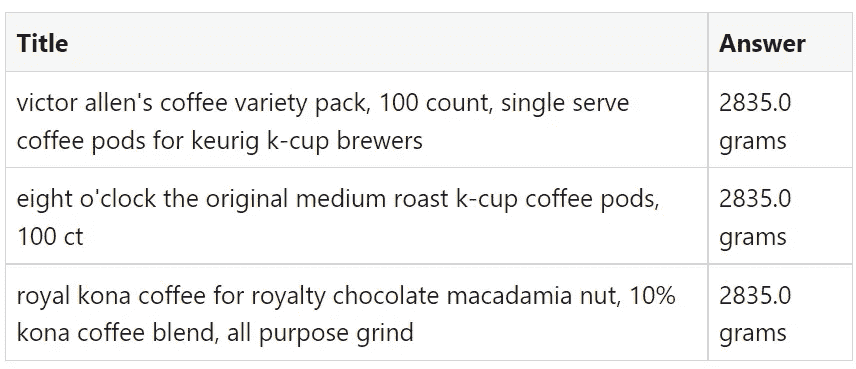 Title Answer
victor allen's coffee variety pack, 100 count, single serve 2835.0
coffee pods for keurig k-cup brewers grams
eight o'clock the original medium roast k-cup coffee pods, 2835.0
100 ct grams
royal kona coffee for royalty chocolate macadamia nut, 10% 2835.0
kona coffee blend, all purpose grind grams